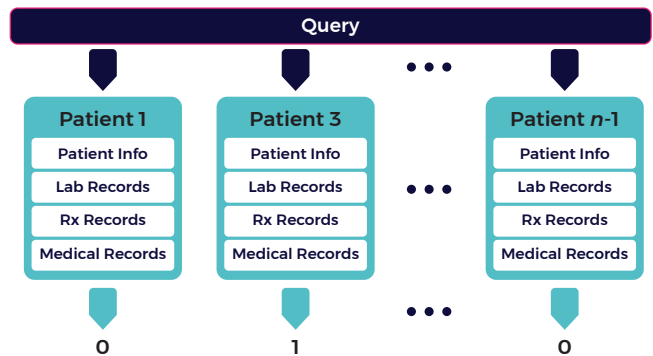 Query
Patient 1
Patient 3
Patient n-1
Patient Info
Patient Info
Patient Info
Lab Records
Lab Records
Lab Records
Rx Records
Rx Records
Rx Records
Medical Records
Medical Records
Medical Records
0
1
0